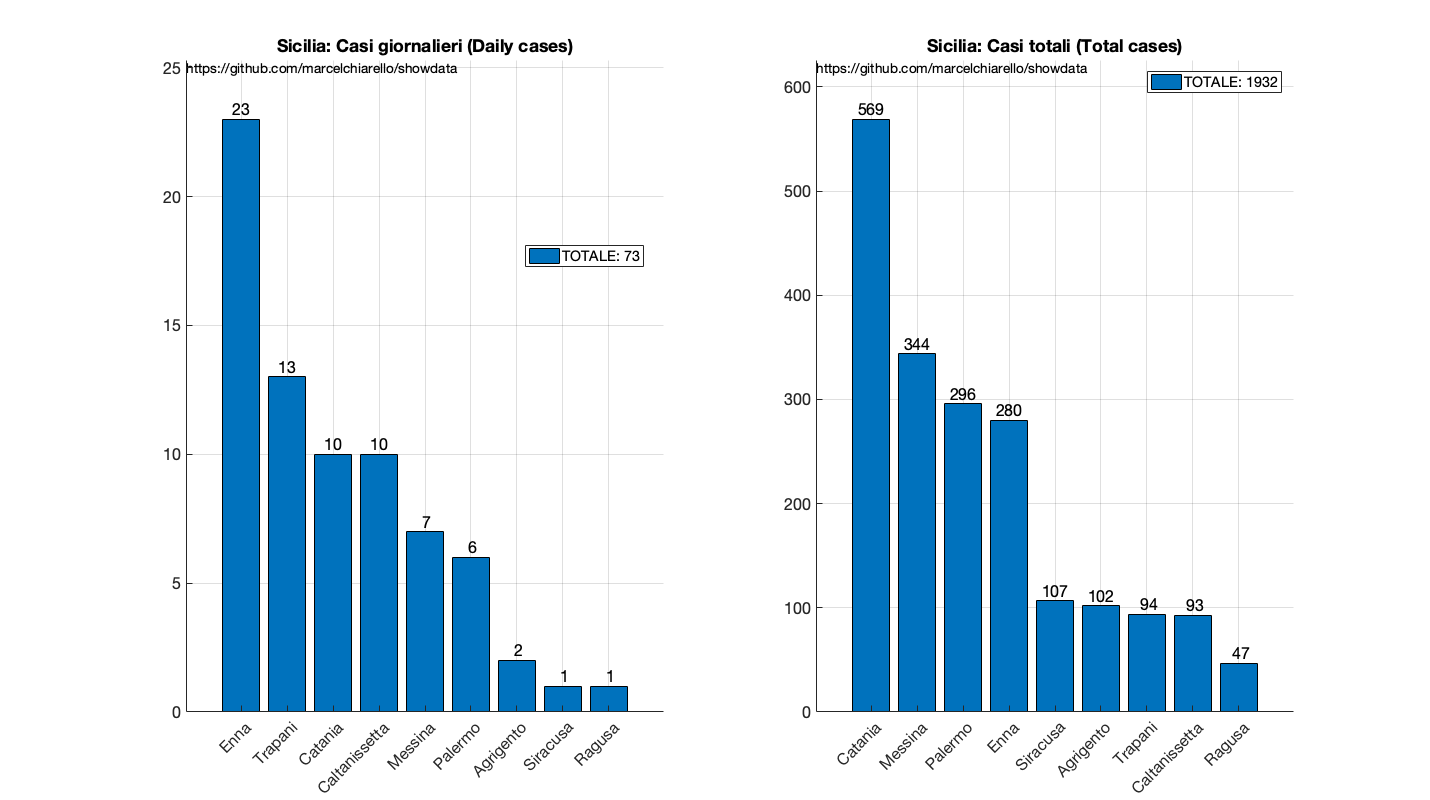 Sicilia: Casi giornalieri (Daily cases)
https://github.com/marcelchiarello/showdata
TOTALE: 73
25
20
15
10
5
0
23
13
10
10
7
6
2
1
1
Enna
Trapani
Catania
Caltanissetta
Messina
Palermo
Agrigento
Siracusa
Ragusa
Sicilia: Casi totali (Total cases)
https://github.com/marcelchiarello/showdata
TOTALE: 1932
600
500
400
300
200
100
0
569
344
296
280
107
102
94
93
47
Catania
Messina
Palermo
Enna
Siracusa
Agrigento
Trapani
Caltanissetta
Ragusa